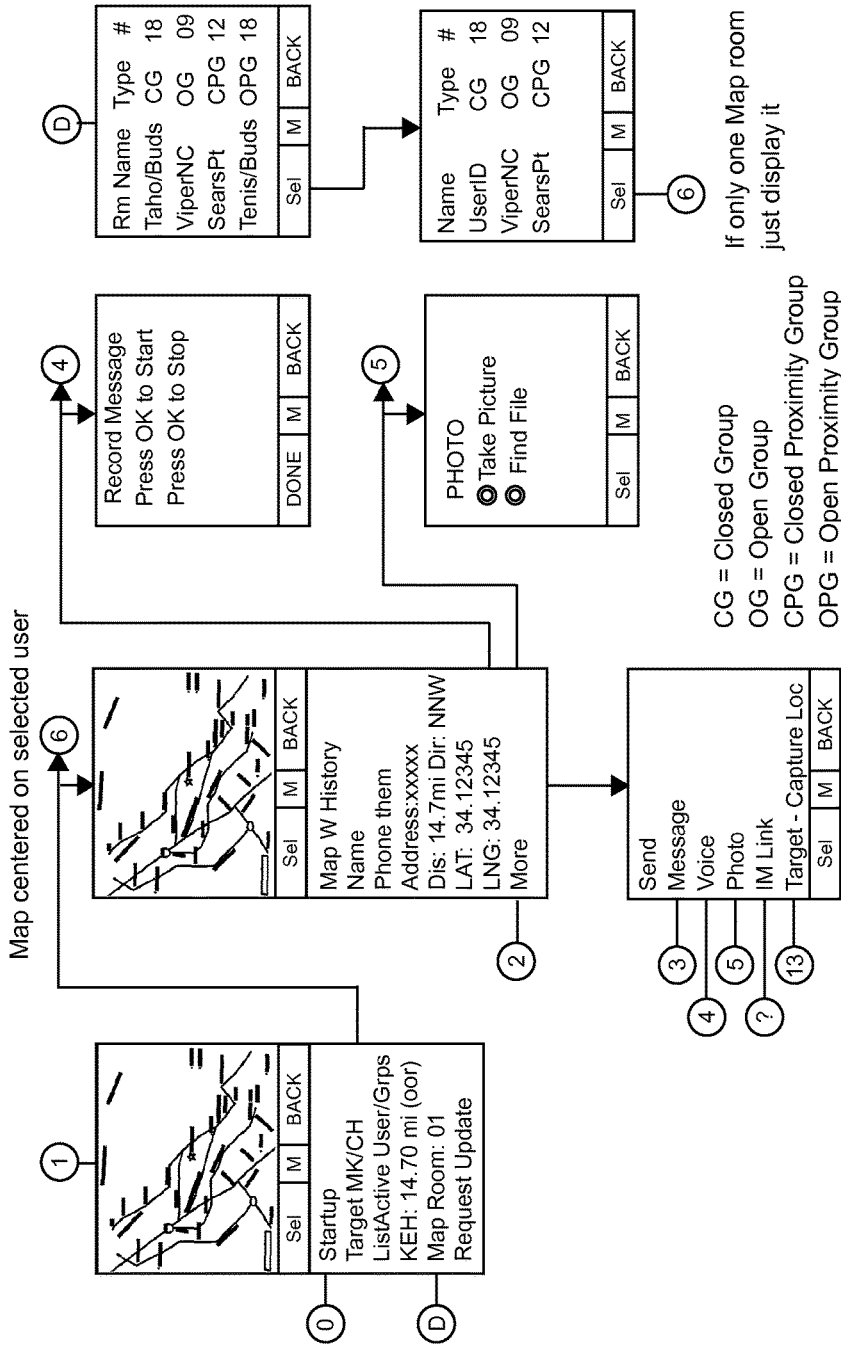 Map centered on selected user
1
Sel M BACK
Startup
Target MK/CH
ListActive User/Grps
KEH: 14.70 mi (oor)
Map Room: 01
Request Update
0
D
6
Sel M BACK
Map W History
Name
Phone them
Address:xxxxx
Dis: 14.7mi Dir: NNW
LAT: 34.12345
LNG: 34.12345
More
2
Send
Message
Voice
Photo
IM Link
Target - Capture Loc
Sel M BACK
3
4
5
?
13
4
Record Message
Press OK to Start
Press OK to Stop
DONE M BACK
5
PHOTO
Take Picture
Find File
Sel M BACK
CG = Closed Group
OG = Open Group
CPG = Closed Proximity Group
OPG = Open Proximity Group
D
Rm Name Type #
Taho/Buds CG 18
ViperNC OG 09
SearsPt CPG 12
Tenis/Buds OPG 18
Sel M BACK
Name Type #
UserID CG 18
ViperNC OG 09
SearsPt CPG 12
Sel M BACK
6
If only one Map room
just display it